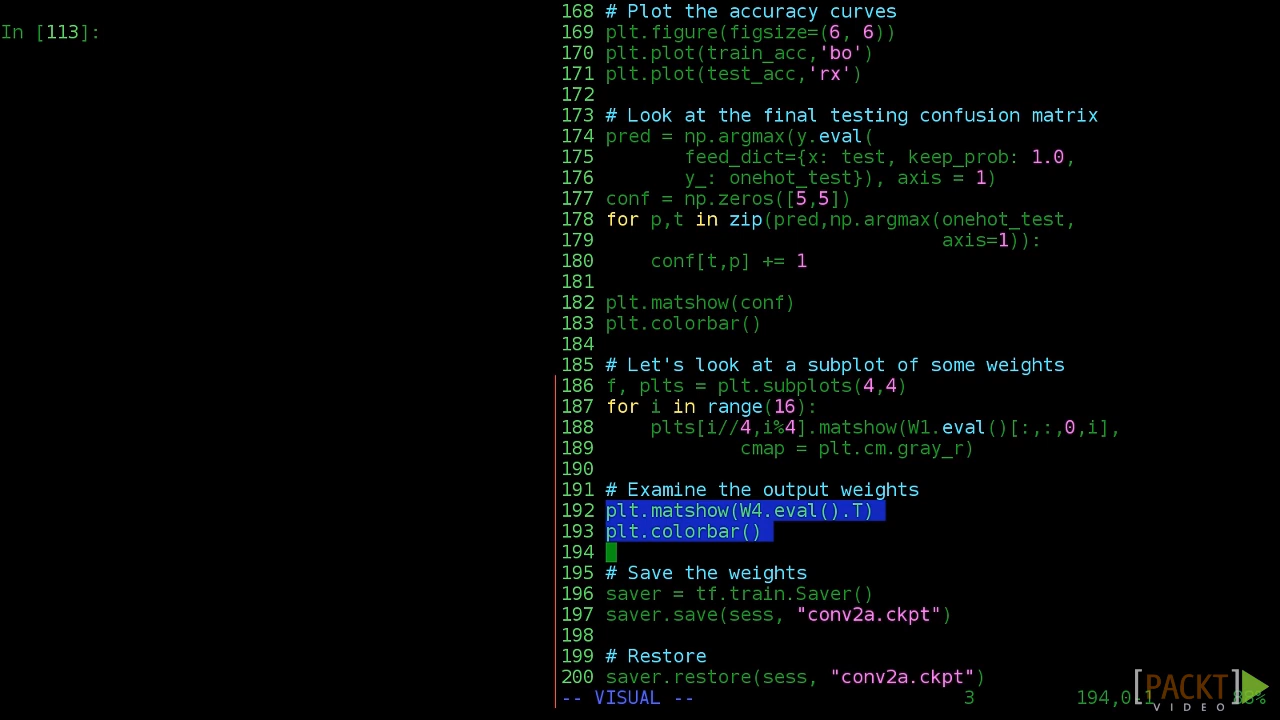 In [113]:
168 # Plot the accuracy curves
169 plt.figure(figsize=(6, 6))
170 plt.plot(train_acc,'bo')
171 plt.plot(test_acc,'rx')
172
173 # Look at the final testing confusion matrix
174 pred = np.argmax(y.eval(
175        feed_dict={x: test, keep_prob: 1.0,
176        y_: onehot_test}), axis = 1)
177 conf = np.zeros([5,5])
178 for p,t in zip(pred,np.argmax(onehot_test,
179                               axis=1)):
180     conf[t,p] += 1
181
182 plt.matshow(conf)
183 plt.colorbar()
184
185 # Let's look at a subplot of some weights
186 f, plts = plt.subplots(4,4)
187 for i in range(16):
188     plts[i//4,i%4].matshow(W1.eval()[:,:,0,i],
189             cmap = plt.cm.gray_r)
190
191 # Examine the output weights
192 plt.matshow(W4.eval().T)
193 plt.colorbar()
194
195 # Save the weights
196 saver = tf.train.Saver()
197 saver.save(sess, "conv2a.ckpt")
198
199 # Restore
200 saver.restore(sess, "conv2a.ckpt")
-- VISUAL -- 3 194,0-1
[PACKT]
VIDEO